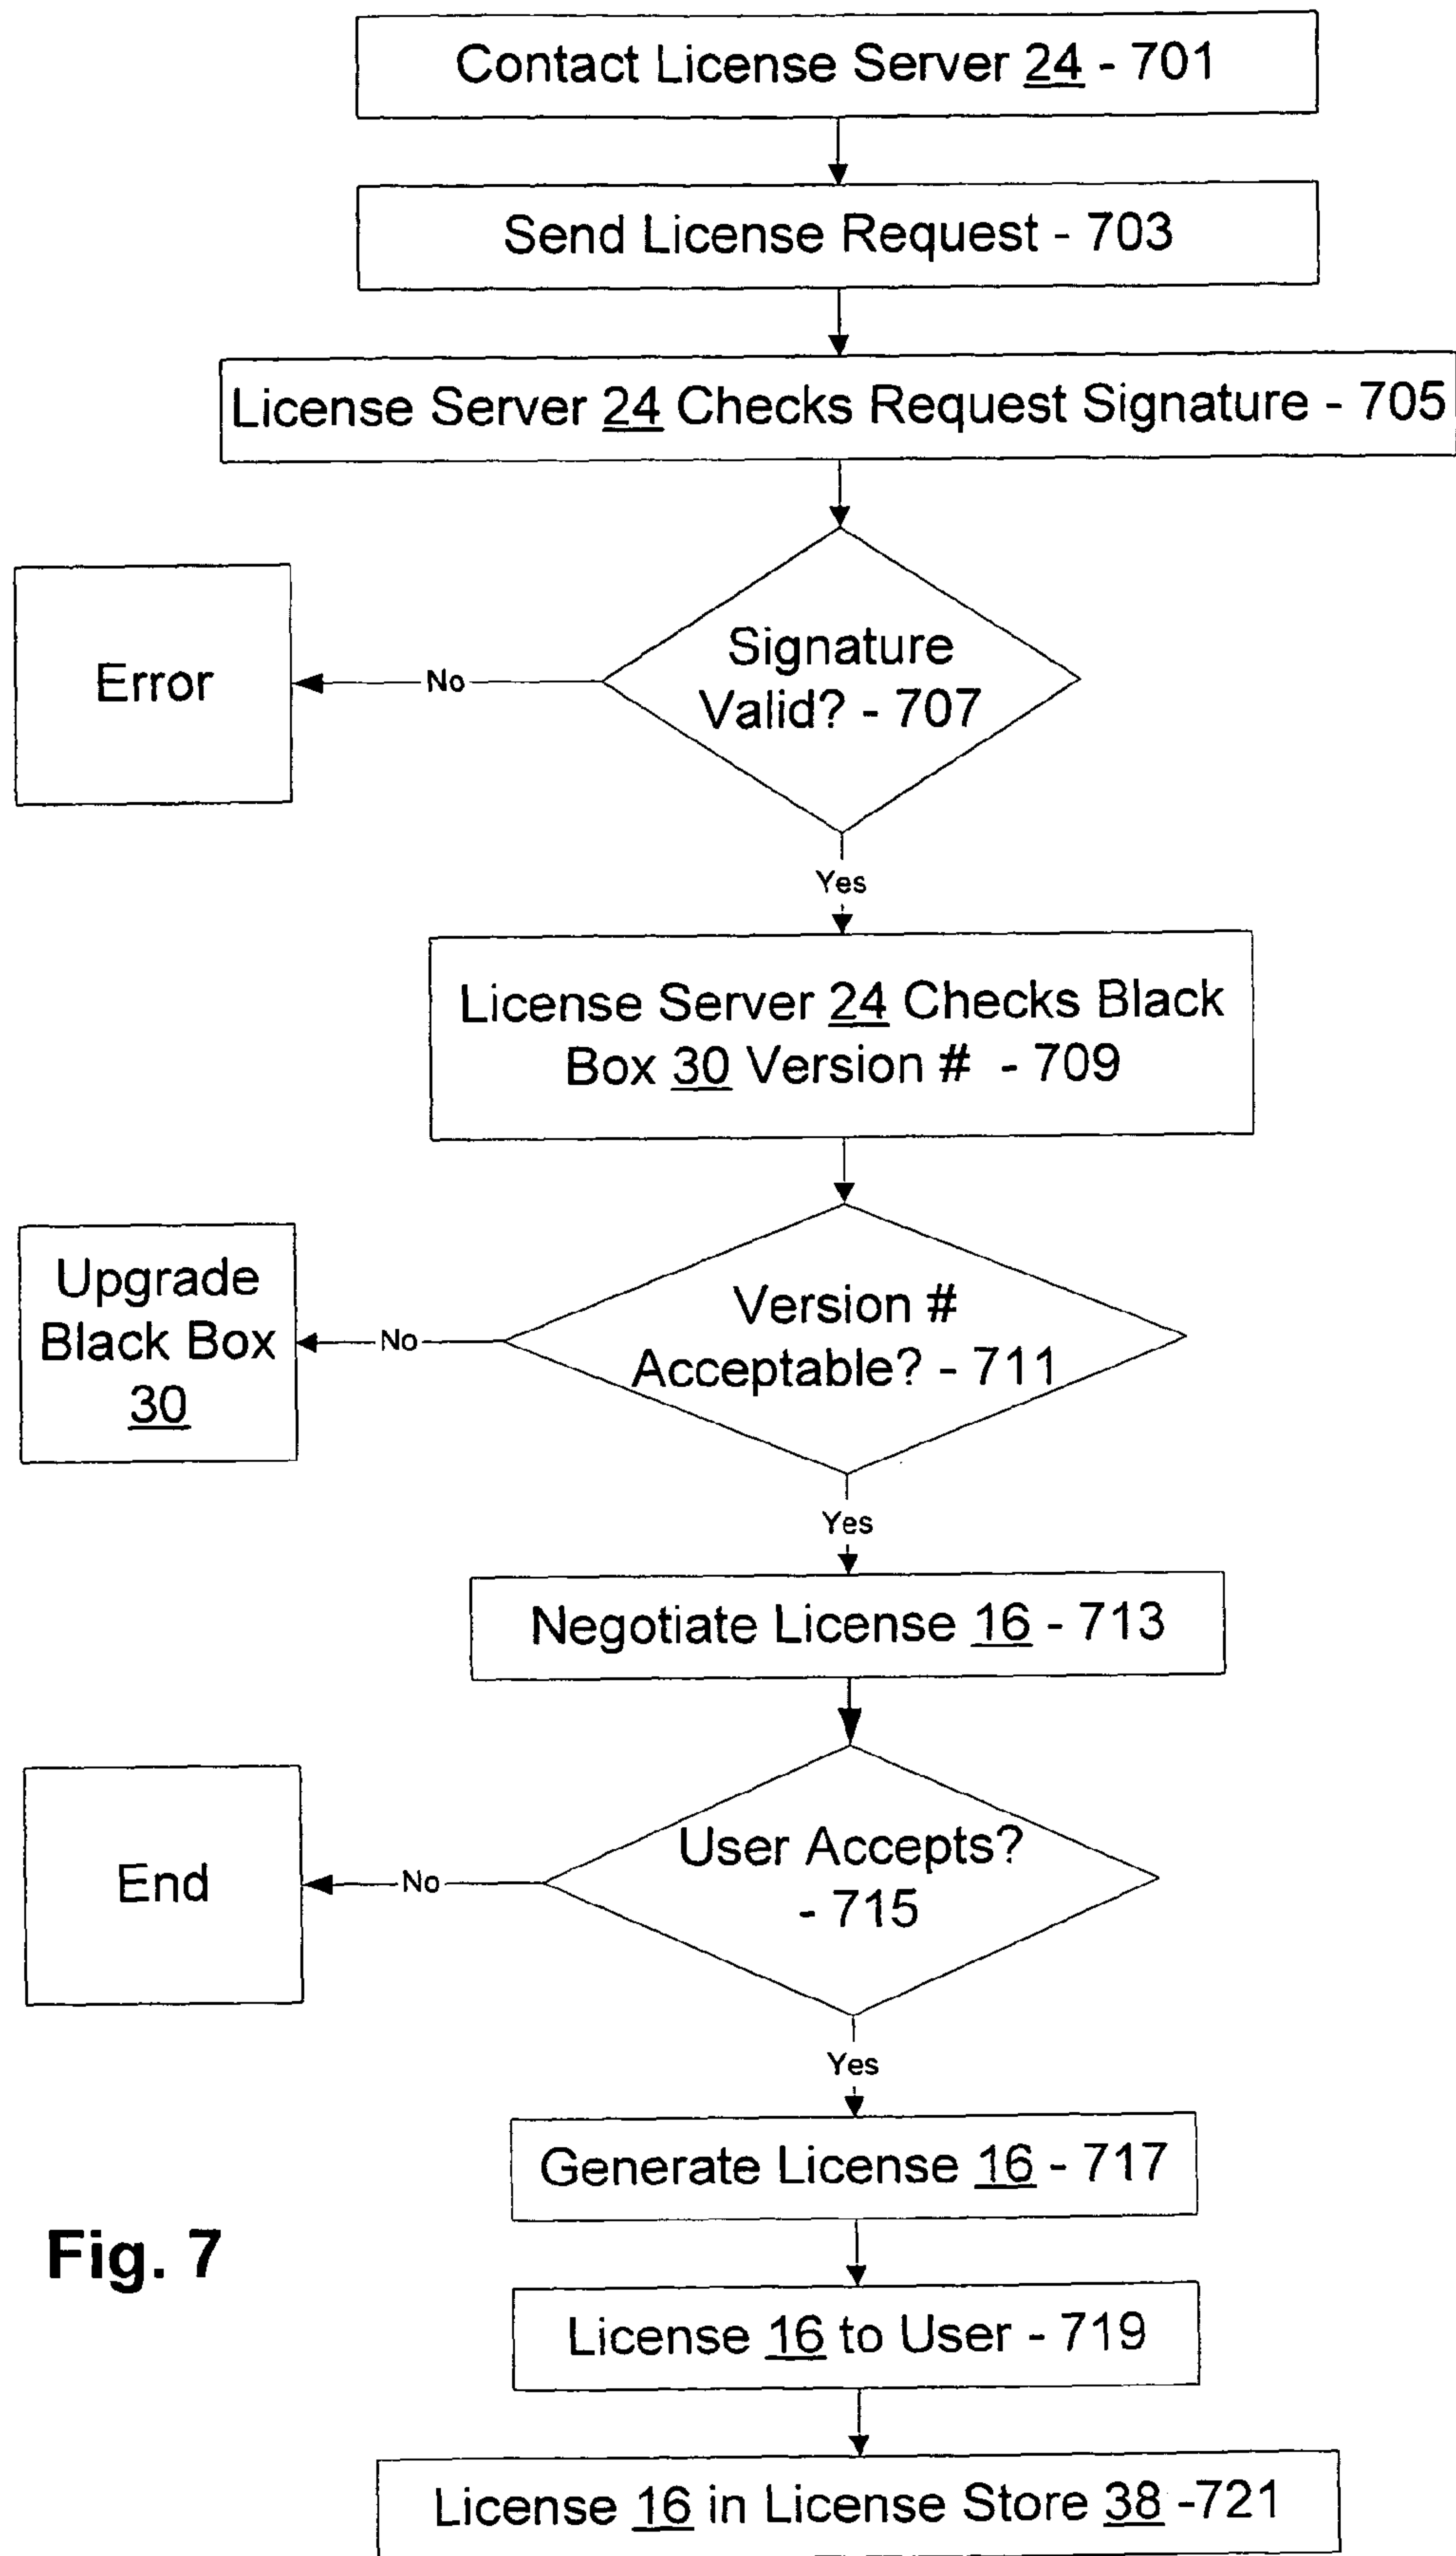 Contact License Server 24 - 701
Send License Request - 703
License Server 24 Checks Request Signature - 705
Signature
Valid? - 707
No
Error
Yes
License Server 24 Checks Black
Box 30 Version # - 709
Version #
Acceptable? - 711
No
Upgrade
Black Box
30
Yes
Negotiate License 16 - 713
User Accepts?
- 715
No
End
Yes
Generate License 16 - 717
Fig. 7
License 16 to User - 719
License 16 in License Store 38 -721